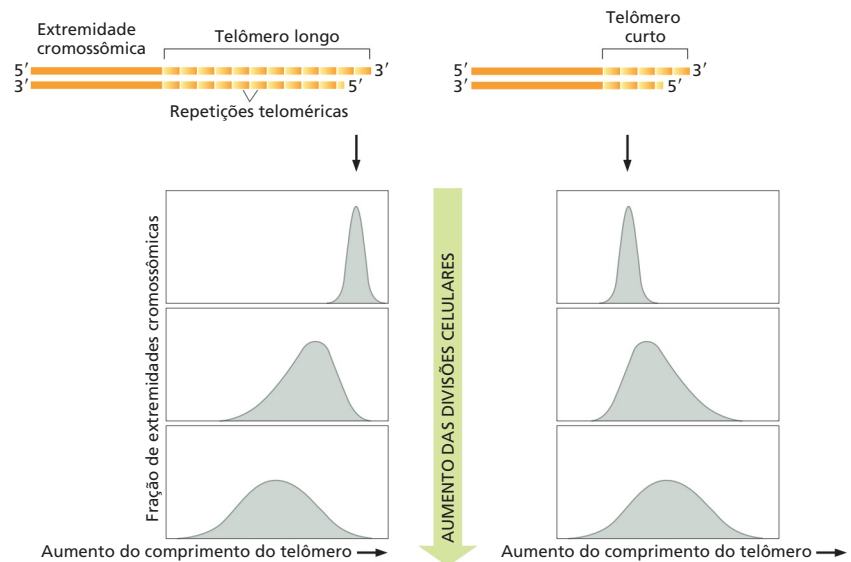 Extremidade
cromossômica
Telômero longo
5′
3′
3′
5′
Repetições teloméricas
Telômero
curto
5′
3′
3′
5′
Fração de extremidades cromossômicas
AUMENTO DAS DIVISÕES CELULARES
Aumento do comprimento do telômero
Aumento do comprimento do telômero